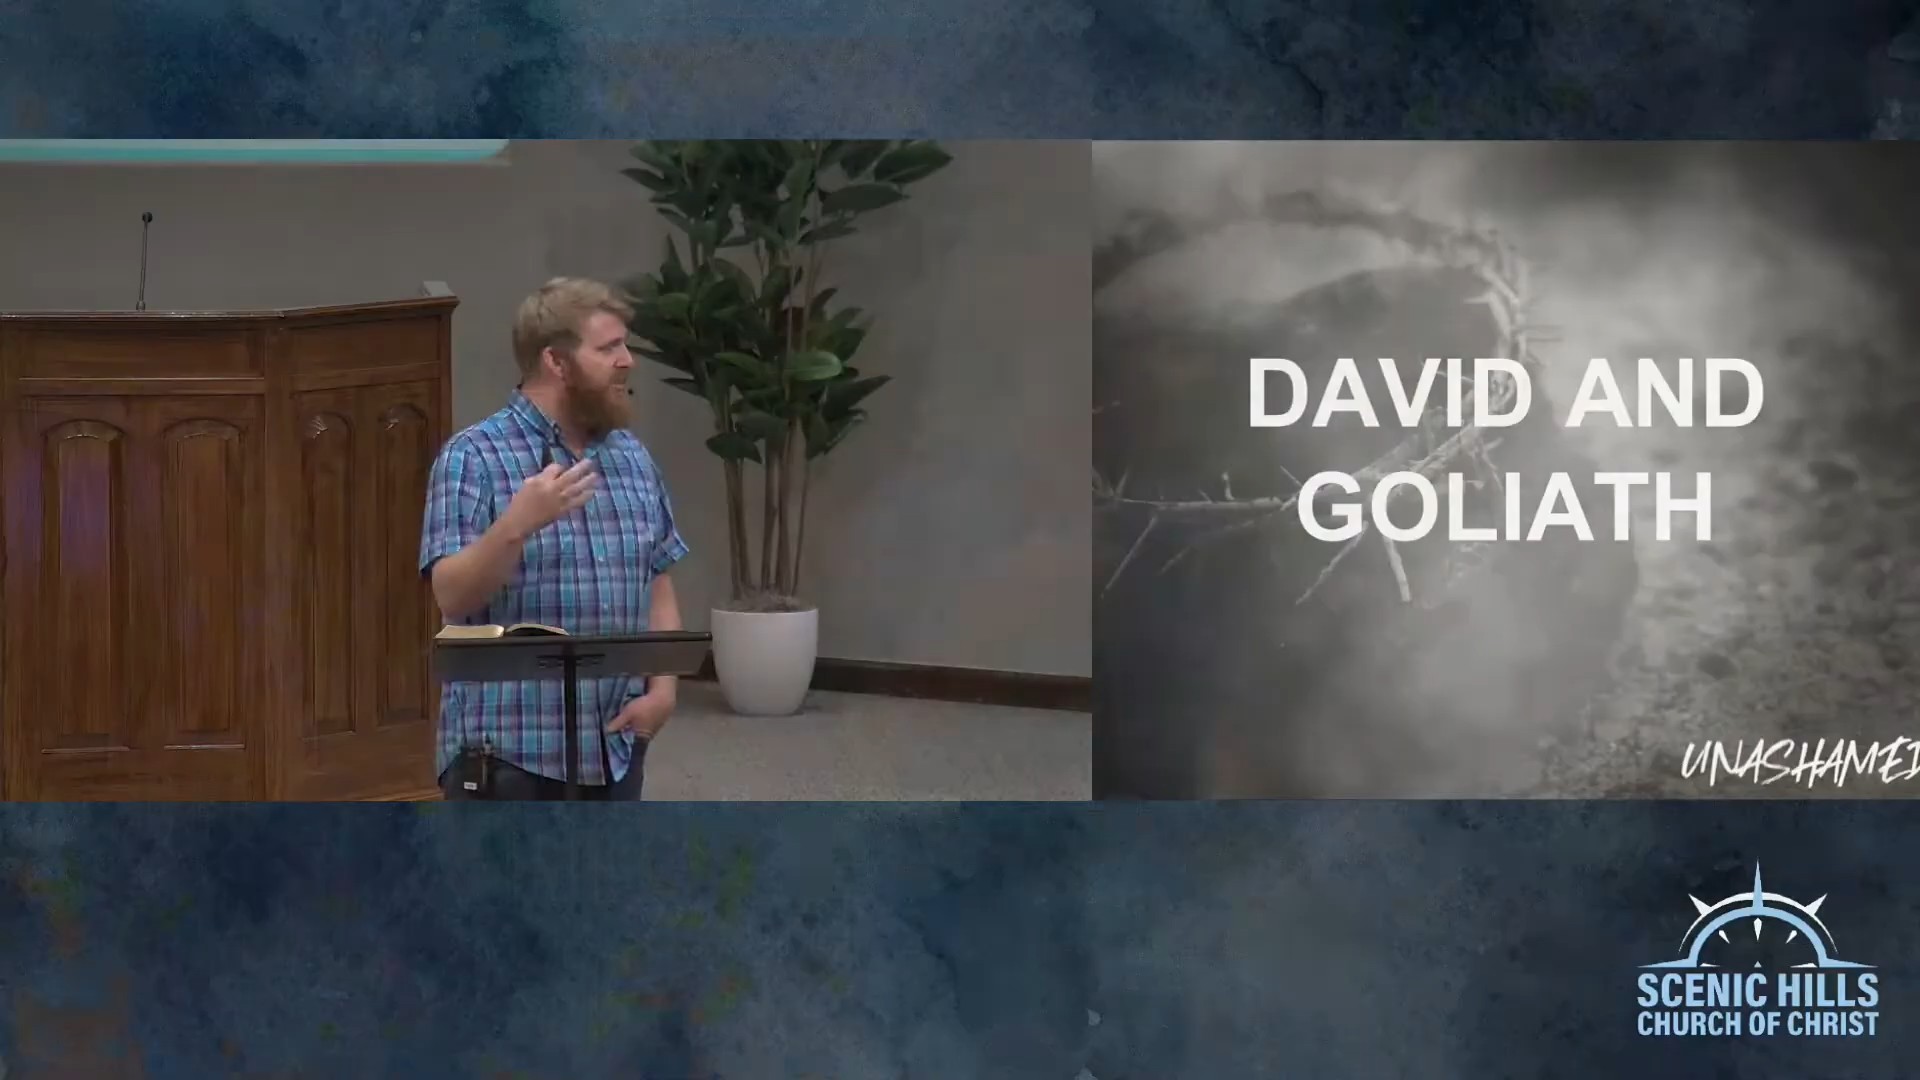 DAVID AND
GOLIATH
UNASHAMED
SCENIC HILLS
CHURCH OF CHRIST